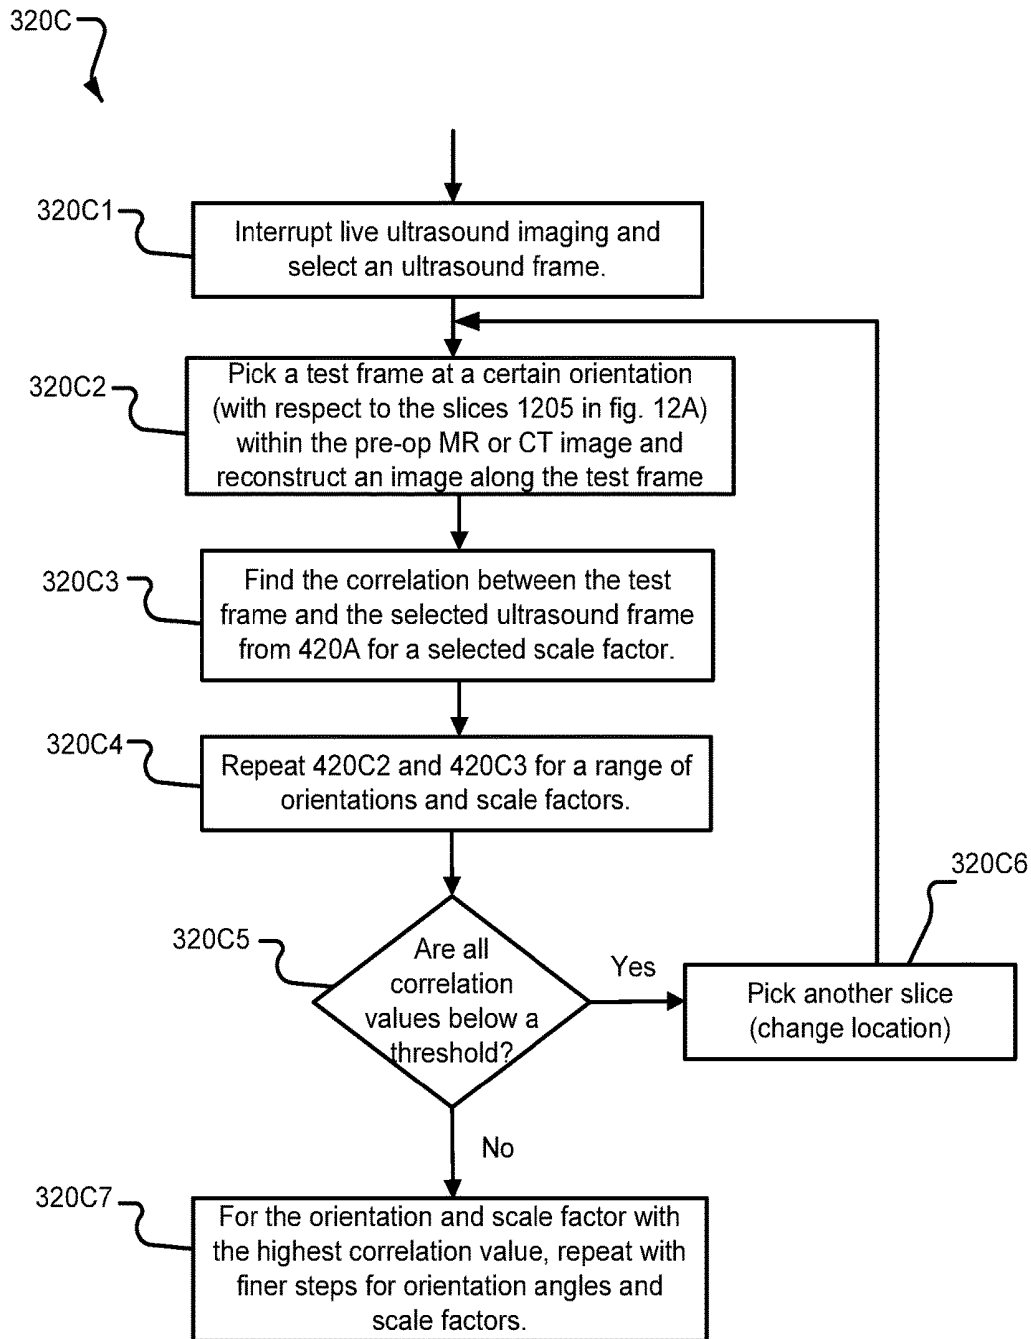 320C
320C1
Interrupt live ultrasound imaging and
select an ultrasound frame.
320C2
Pick a test frame at a certain orientation
(with respect to the slices 1205 in fig. 12A)
within the pre-op MR or CT image and
reconstruct an image along the test frame
320C3
Find the correlation between the test
frame and the selected ultrasound frame
from 420A for a selected scale factor.
320C4
Repeat 420C2 and 420C3 for a range of
orientations and scale factors.
320C5
Are all
correlation
values below a
threshold?
Yes
320C6
Pick another slice
(change location)
No
320C7
For the orientation and scale factor with
the highest correlation value, repeat with
finer steps for orientation angles and
scale factors.